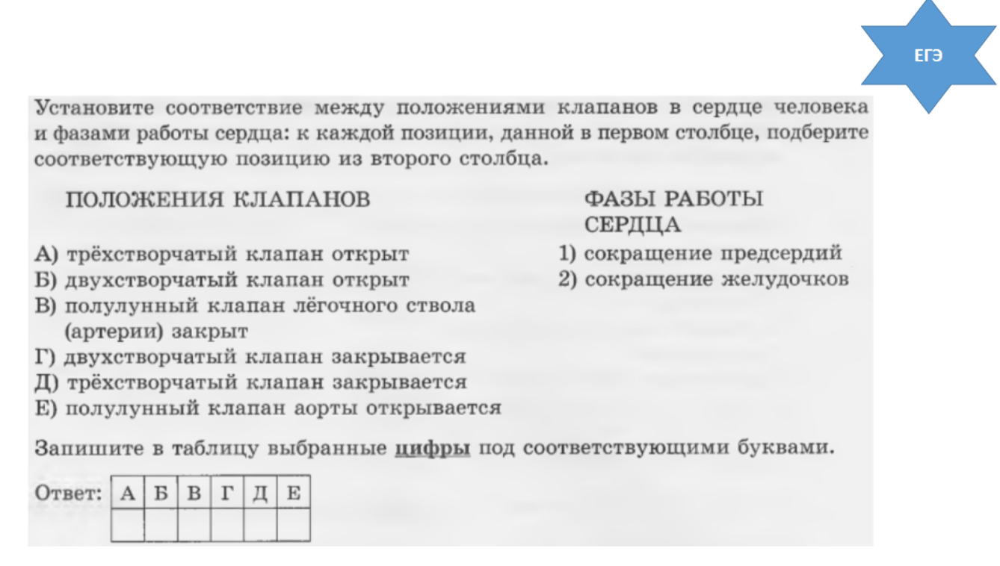 ЕГЭ
Установите соответствие между положениями клапанов в сердце человека
и фазами работы сердца: к каждой позиции, данной в первом столбце, подберите
соответствующую позицию из второго столбца.
ПОЛОЖЕНИЯ КЛАПАНОВ
А) трёхстворчатый клапан открыт
Б) двухстворчатый клапан открыт
В) полулунный клапан лёгочного ствола
(артерии) закрыт
Г) двухстворчатый клапан закрывается
Д) трёхстворчатый клапан закрывается
Е) полулунный клапан аорты открывается
ФАЗЫ РАБОТЫ
СЕРДЦА
1) сокращение предсердий
2) сокращение желудочков
Запишите в таблицу выбранные цифры под соответствующими буквами.
Ответ: А Б В Г Д Е